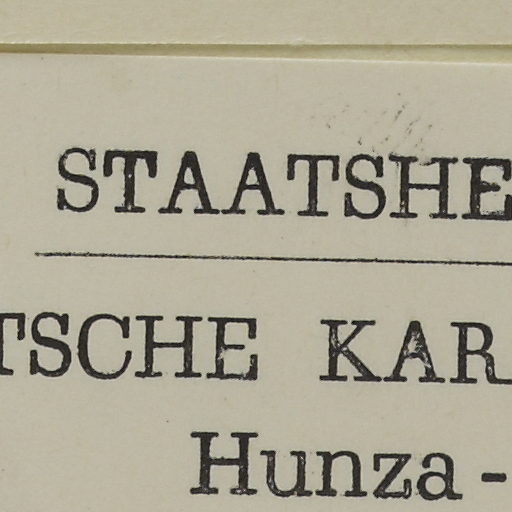 STAATSHE
TSCHE KAR
Hunza -